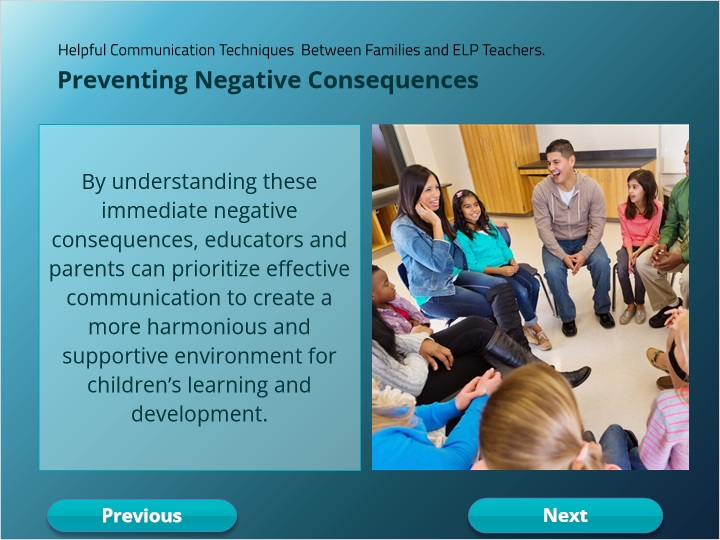 Helpful Communication Techniques  Between Families and ELP Teachers.
Preventing Negative Consequences
By understanding these
immediate negative
consequences, educators and
parents can prioritize effective
communication to create a
more harmonious and
supportive environment for
children’s learning and
development.
Previous
Next